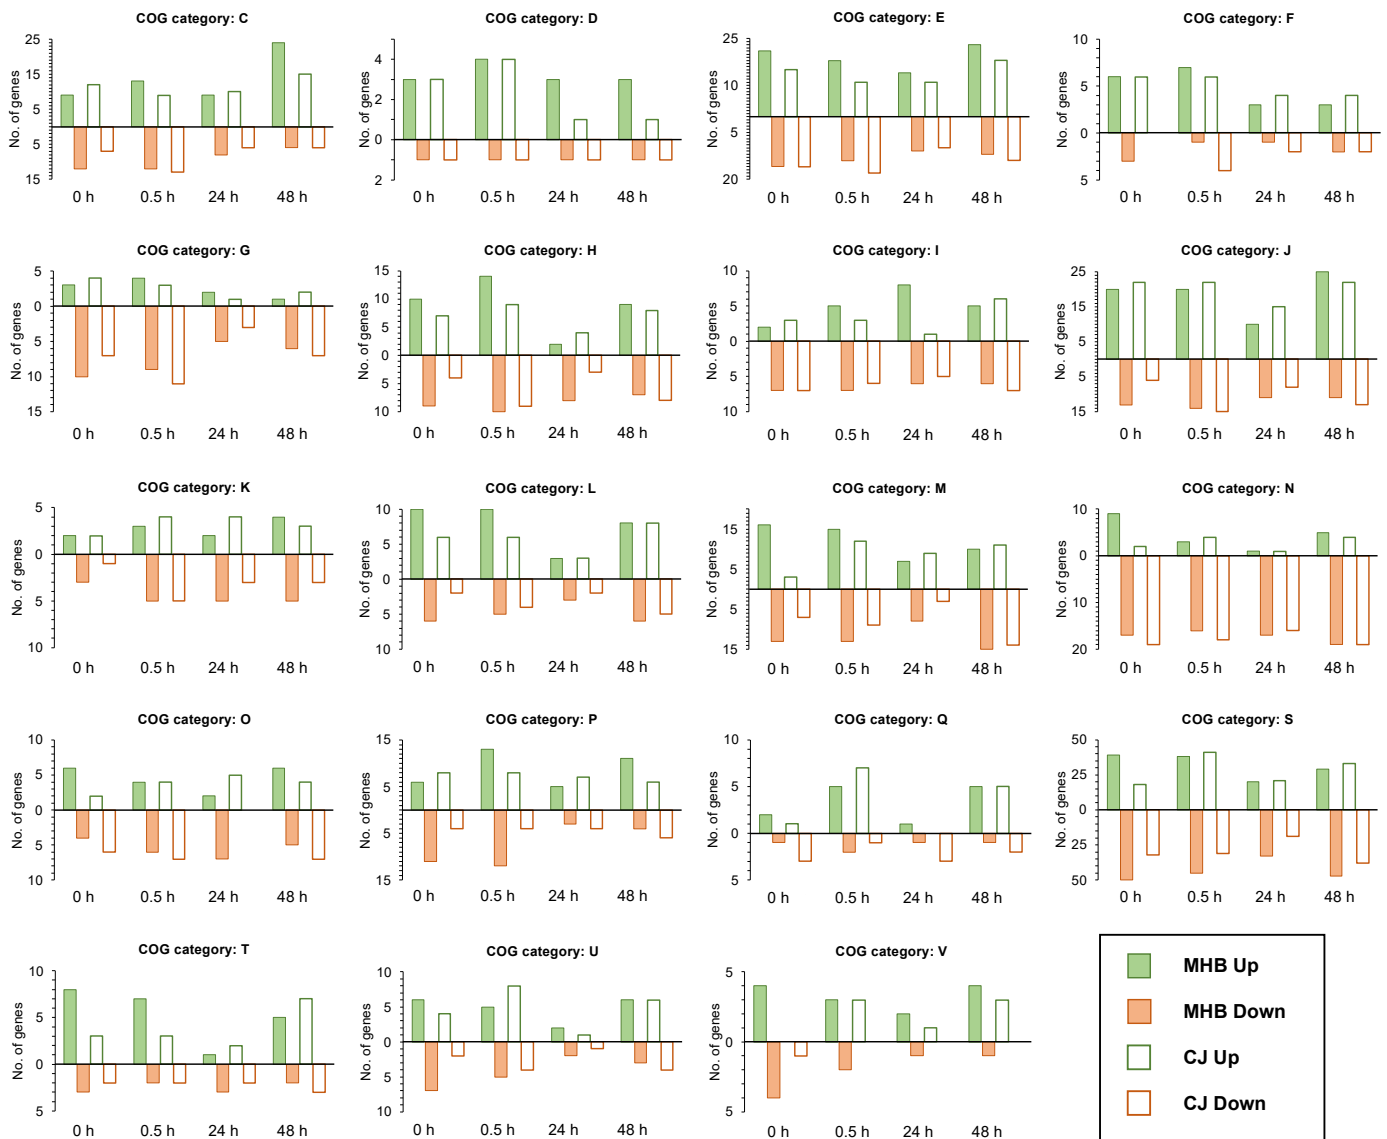 COG category: C
No. of genes
25
15
5
5
15
0 h 0.5 h 24 h 48 h
COG category: D
No. of genes
4
2
0
2
0 h 0.5 h 24 h 48 h
COG category: E
No. of genes
25
10
5
20
0 h 0.5 h 24 h 48 h
COG category: F
No. of genes
10
5
0
5
0 h 0.5 h 24 h 48 h
COG category: G
No. of genes
5
0
5
10
15
0 h 0.5 h 24 h 48 h
COG category: H
No. of genes
15
10
5
0
5
10
0 h 0.5 h 24 h 48 h
COG category: I
No. of genes
10
5
0
5
10
0 h 0.5 h 24 h 48 h
COG category: J
No. of genes
25
15
5
5
15
0 h 0.5 h 24 h 48 h
COG category: K
No. of genes
5
0
5
10
0 h 0.5 h 24 h 48 h
COG category: L
No. of genes
10
5
0
5
10
0 h 0.5 h 24 h 48 h
COG category: M
No. of genes
15
5
5
15
0 h 0.5 h 24 h 48 h
COG category: N
No. of genes
10
0
10
20
0 h 0.5 h 24 h 48 h
COG category: O
No. of genes
10
5
0
5
10
0 h 0.5 h 24 h 48 h
COG category: P
No. of genes
15
5
5
15
0 h 0.5 h 24 h 48 h
COG category: Q
No. of genes
10
5
0
5
0 h 0.5 h 24 h 48 h
COG category: S
No. of genes
50
25
0
25
50
0 h 0.5 h 24 h 48 h
COG category: T
No. of genes
10
5
0
5
0 h 0.5 h 24 h 48 h
COG category: U
No. of genes
10
5
0
5
10
0 h 0.5 h 24 h 48 h
COG category: V
No. of genes
5
0
5
0 h 0.5 h 24 h 48 h
MHB Up
MHB Down
CJ Up
CJ Down